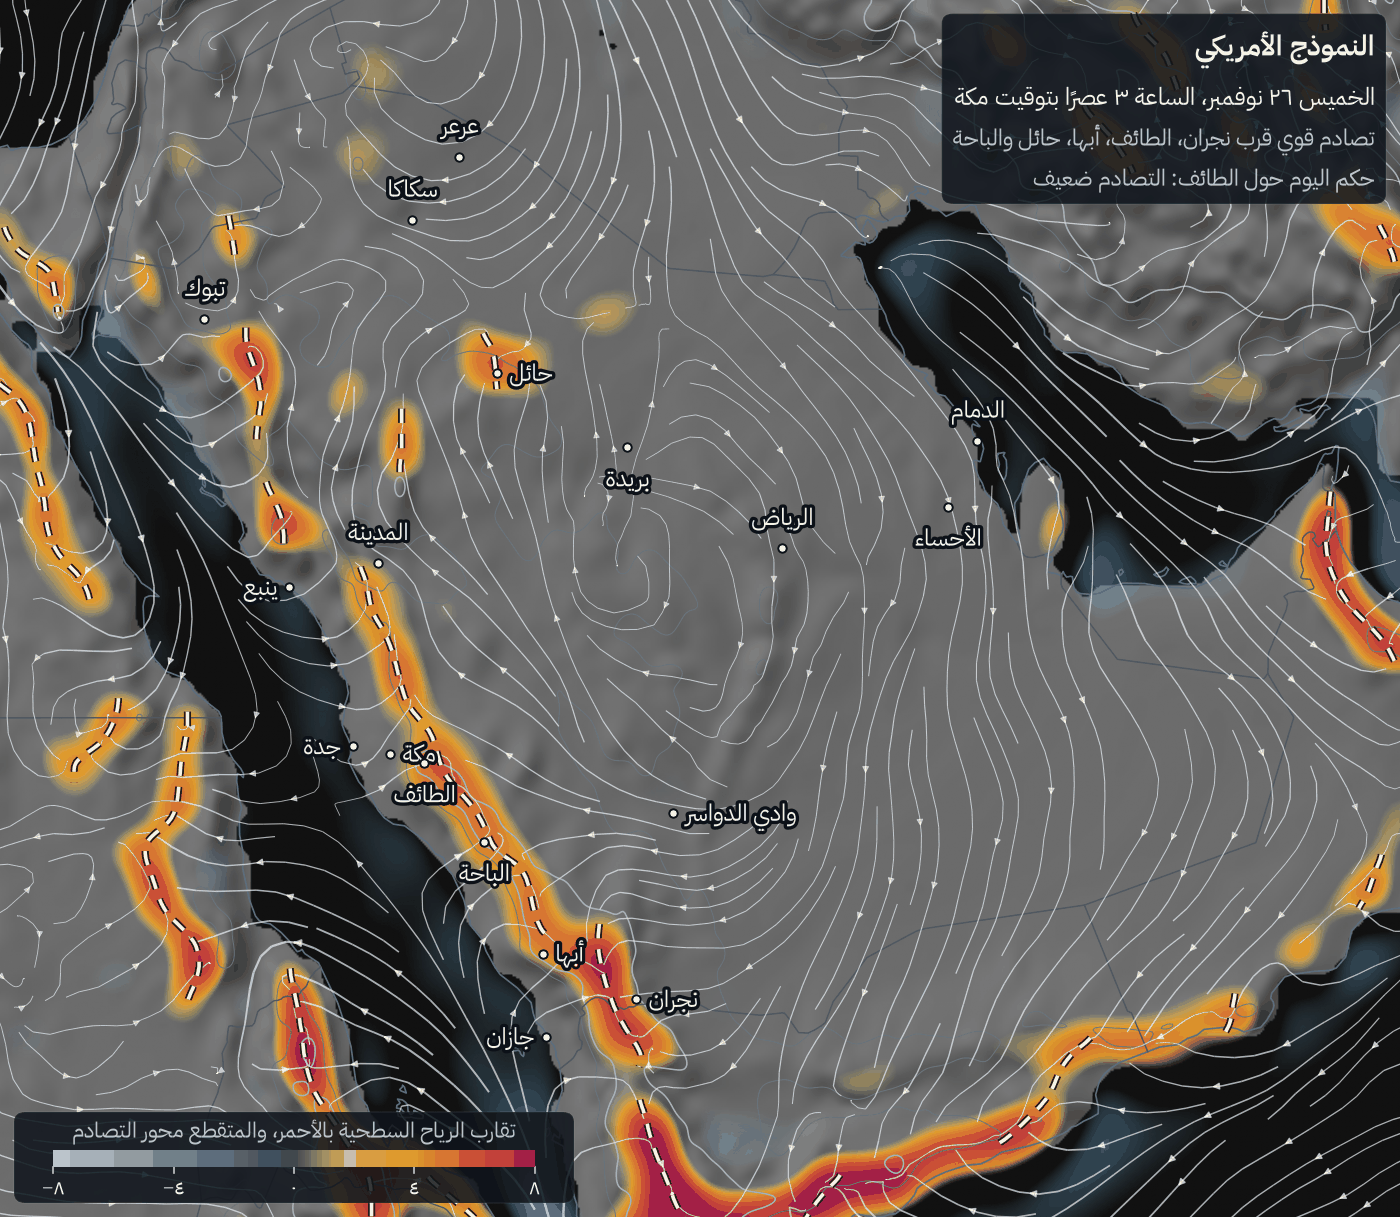 النموذج الأمريكي
الخميس ٢٦ نوفمبر، الساعة ٣ عصرًا بتوقيت مكة
تصادم قوي قرب نجران، الطائف، أبها، حائل والباحة
حكم اليوم حول الطائف: التصادم ضعيف
عرعر
سكاكا
تبوك
حائل
الدمام
بريدة
الرياض
الأحساء
المدينة
ينبع
جدة
مكة
الطائف
وادي الدواسر
الباحة
أبها
نجران
جازان
تقارب الرياح السطحية بالأحمر، والمتقطع محور التصادم
−٨ −٤ ٠ ٤ ٨